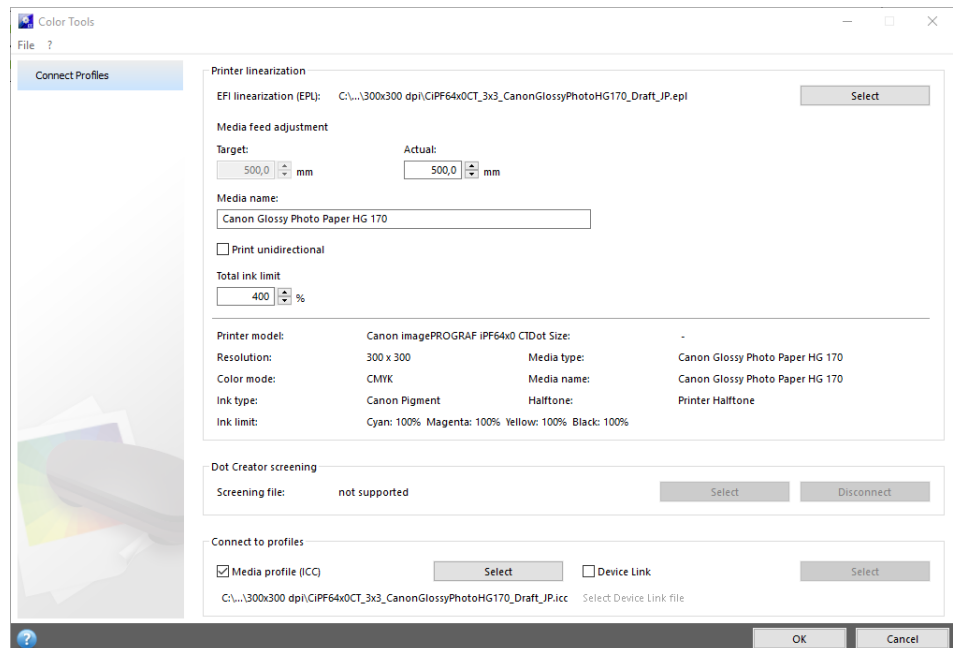 Color Tools
File ?
Connect Profiles
Printer linearization
EFI linearization (EPL): C:\...\300x300 dpi\CiPF64x0CT_3x3_CanonGlossyPhotoHG170_Draft_JP.epl Select
Media feed adjustment
Target: Actual:
500,0 mm 500,0 mm
Media name:
Canon Glossy Photo Paper HG 170
Print unidirectional
Total ink limit
400 %
Printer model: Canon imagePROGRAF iPF64x0 CTDot Size: -
Resolution: 300 x 300 Media type: Canon Glossy Photo Paper HG 170
Color mode: CMYK Media name: Canon Glossy Photo Paper HG 170
Ink type: Canon Pigment Halftone: Printer Halftone
Ink limit: Cyan: 100% Magenta: 100% Yellow: 100% Black: 100%
Dot Creator screening
Screening file: not supported Select Disconnect
Connect to profiles
Media profile (ICC) Select Device Link Select
C:\...\300x300 dpi\CiPF64x0CT_3x3_CanonGlossyPhotoHG170_Draft_JP.icc Select Device Link file
? OK Cancel